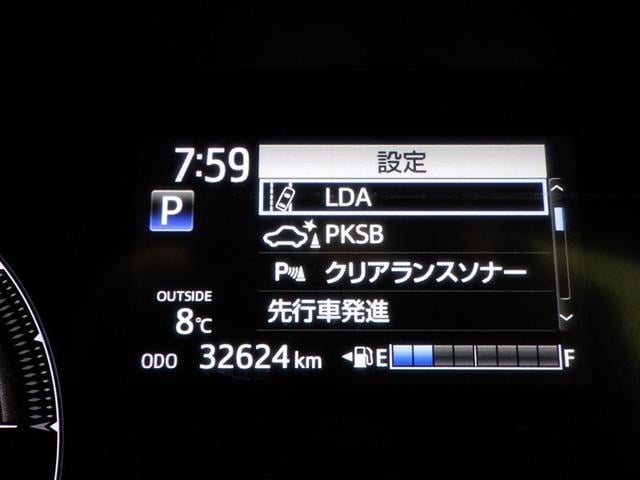 7:59
設定
LDA
P
PKSB
P クリアランスソナー
OUTSIDE
8℃
先行車発進
ODO 32624 km E F